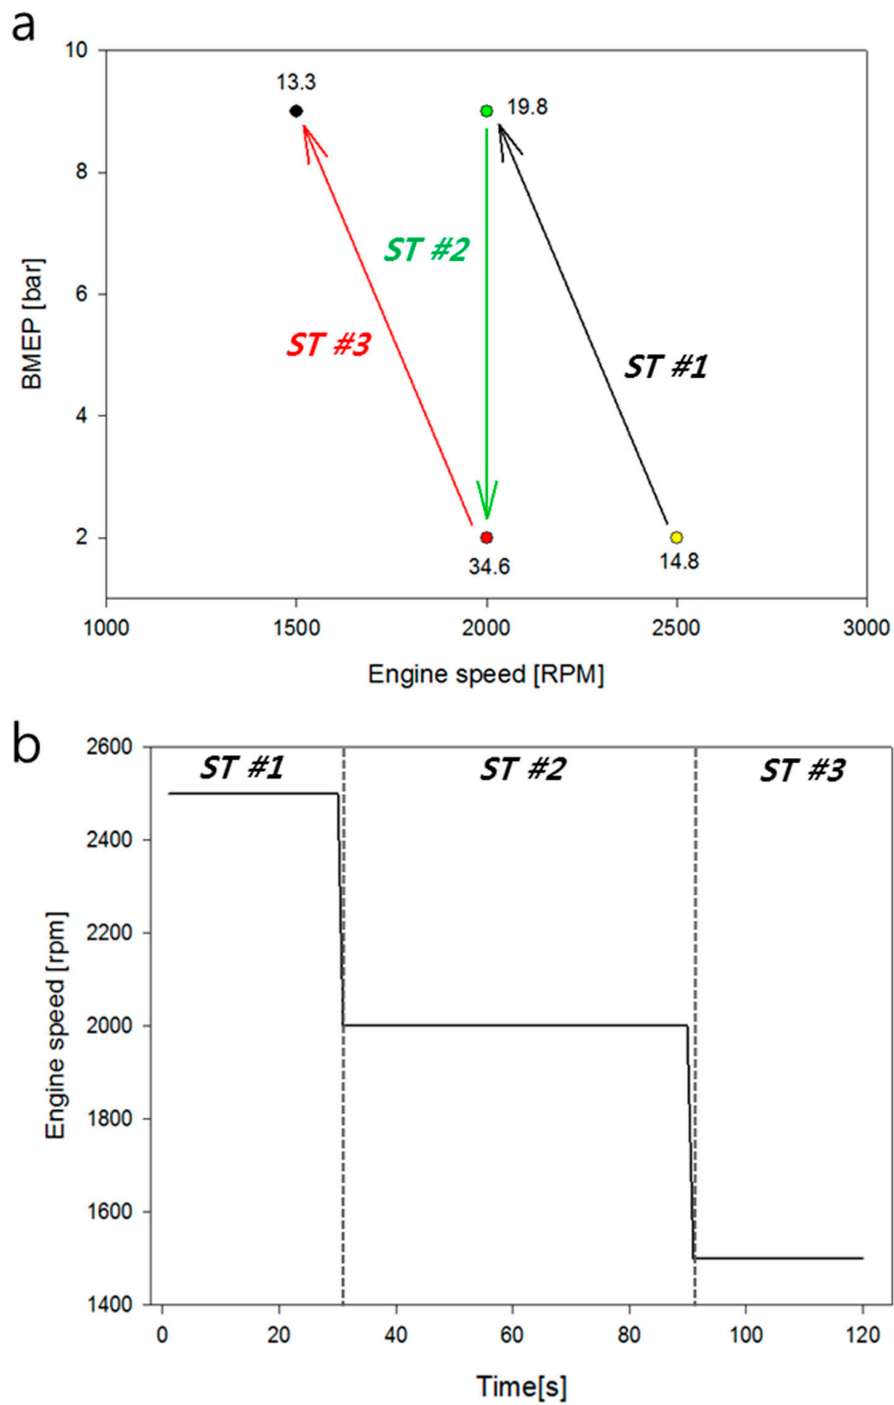 a
10
13.3
19.8
8
ST #2
6
BMEP [bar]
ST #3
ST #1
4
2
34.6
14.8
1000 1500 2000 2500 3000
Engine speed [RPM]
b
2600
ST #1 ST #2 ST #3
2400
2200
Engine speed [rpm]
2000
1800
1600
1400
0 20 40 60 80 100 120
Time[s]